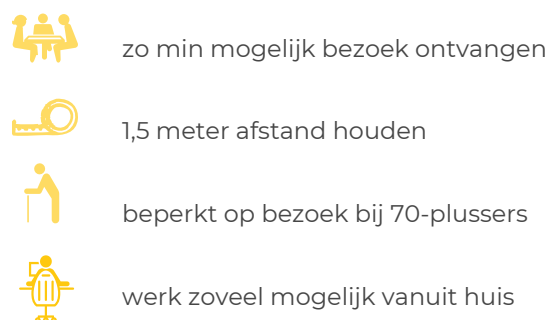 zo min mogelijk bezoek ontvangen
1,5 meter afstand houden
beperkt op bezoek bij 70-plussers
werk zoveel mogelijk vanuit huis